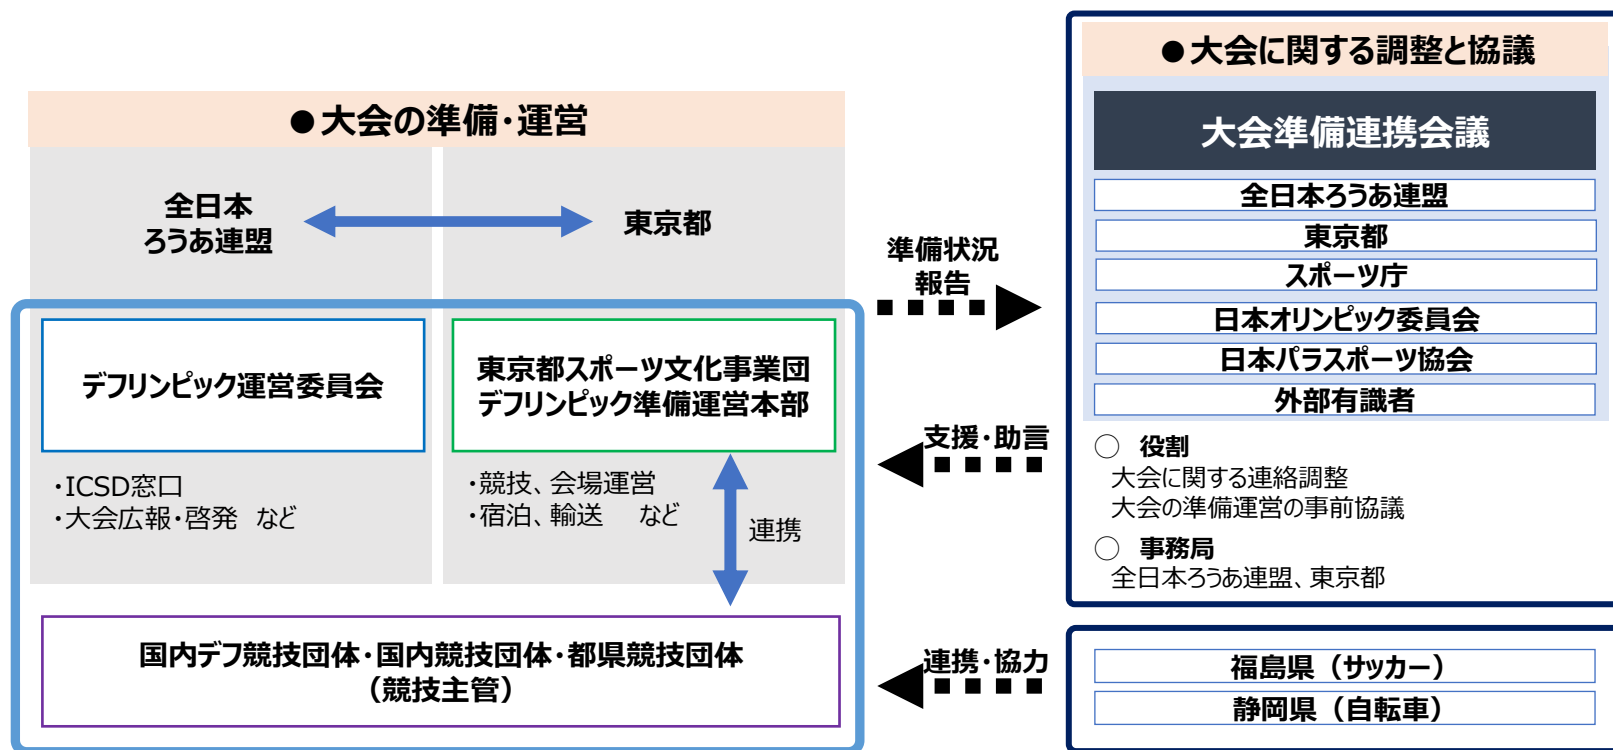 ●大会の準備・運営
全日本
ろうあ連盟
東京都
デフリンピック運営委員会
・ICSD窓口
・大会広報・啓発 など
東京都スポーツ文化事業団
デフリンピック準備運営本部
・競技、会場運営
・宿泊、輸送 など
連携
国内デフ競技団体・国内競技団体・都県競技団体
（競技主管）
準備状況
報告
支援・助言
連携・協力
●大会に関する調整と協議
大会準備連携会議
全日本ろうあ連盟
東京都
スポーツ庁
日本オリンピック委員会
日本パラスポーツ協会
外部有識者
○ 役割
大会に関する連絡調整
大会の準備運営の事前協議
○ 事務局
全日本ろうあ連盟、東京都
福島県（サッカー）
静岡県（自転車）